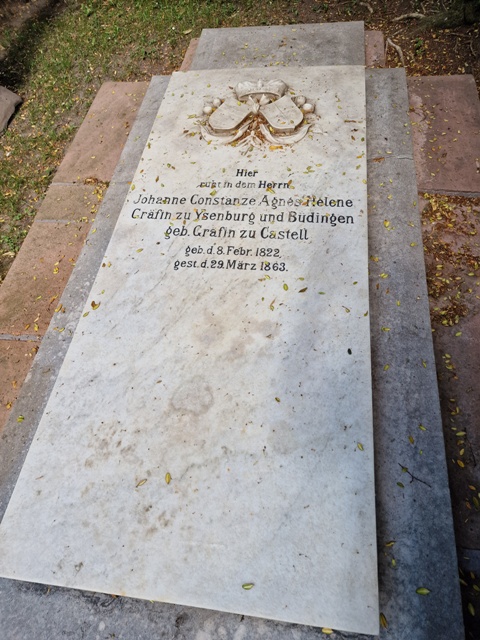 Hier
ruht in dem Herrn
Johanne Constanze Agnes Helene
Gräfin zu Ysenburg und Büdingen
geb. Gräfin zu Castell
geb. d. 8. Febr. 1822.
gest. d. 29. März 1863.